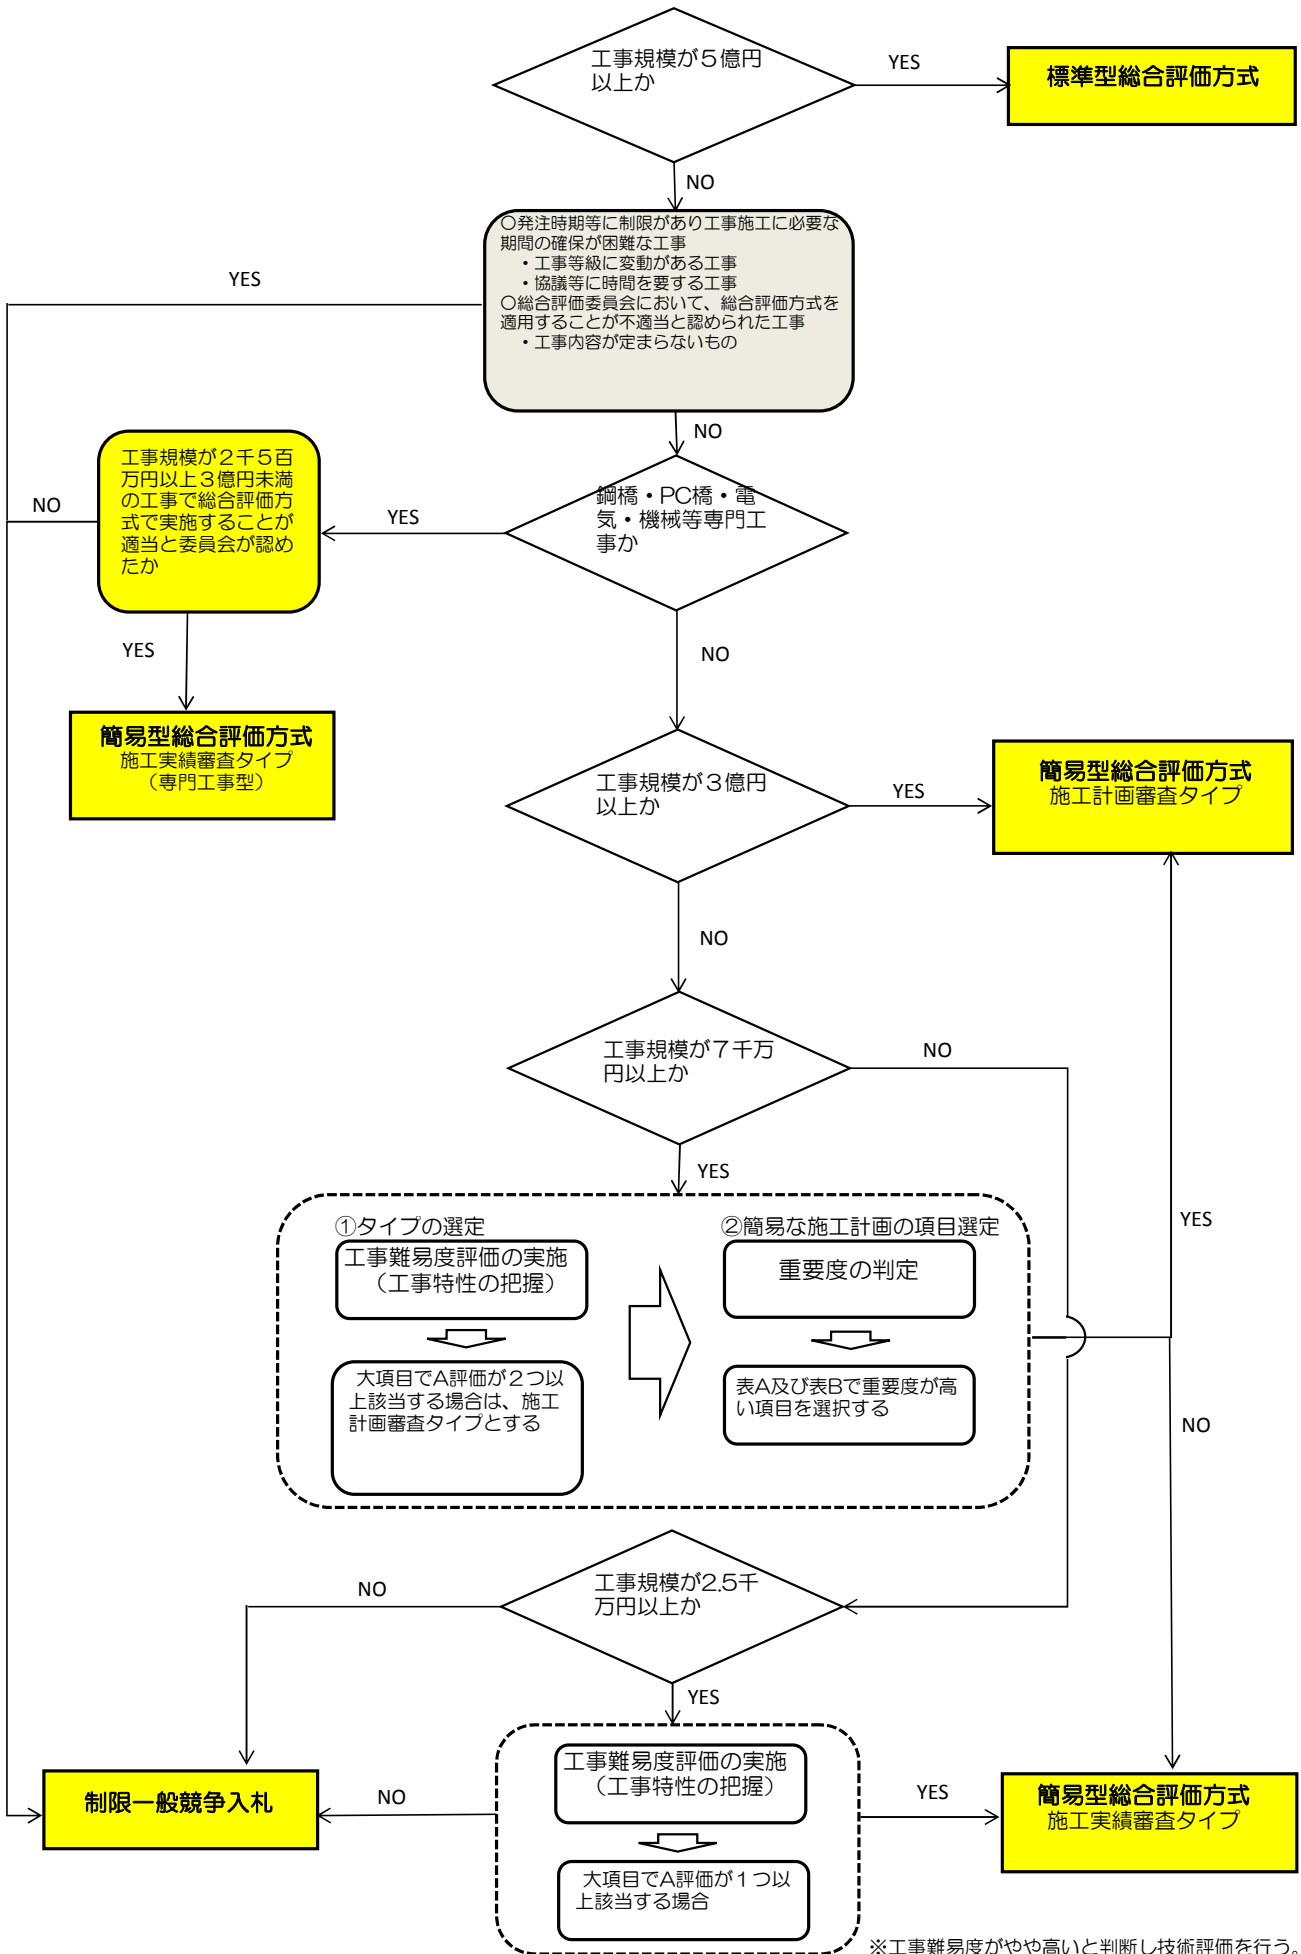 工事規模が５億円
以上か
YES
標準型総合評価方式
NO
○発注時期等に制限があり工事施工に必要な
期間の確保が困難な工事
・工事等級に変動がある工事
・協議等に時間を要する工事
○総合評価委員会において、総合評価方式を
適用することが不適当と認められた工事
・工事内容が定まらないもの
YES
NO
鋼橋・PC橋・電
気・機械等専門工
事か
YES
工事規模が２千５百
万円以上３億円未満
の工事で総合評価方
式で実施することが
適当と委員会が認め
たか
NO
YES
簡易型総合評価方式
施工実績審査タイプ
（専門工事型）
NO
工事規模が３億円
以上か
YES
簡易型総合評価方式
施工計画審査タイプ
NO
工事規模が７千万
円以上か
NO
YES
①タイプの選定
工事難易度評価の実施
（工事特性の把握）
大項目でA評価が２つ以
上該当する場合は、施工
計画審査タイプとする
②簡易な施工計画の項目選定
重要度の判定
表A及び表Bで重要度が高
い項目を選択する
YES
NO
工事規模が2.5千
万円以上か
NO
YES
工事難易度評価の実施
（工事特性の把握）
大項目でA評価が１つ以
上該当する場合
NO
制限一般競争入札
YES
簡易型総合評価方式
施工実績審査タイプ
※工事難易度がやや高いと判断し技術評価を行う。